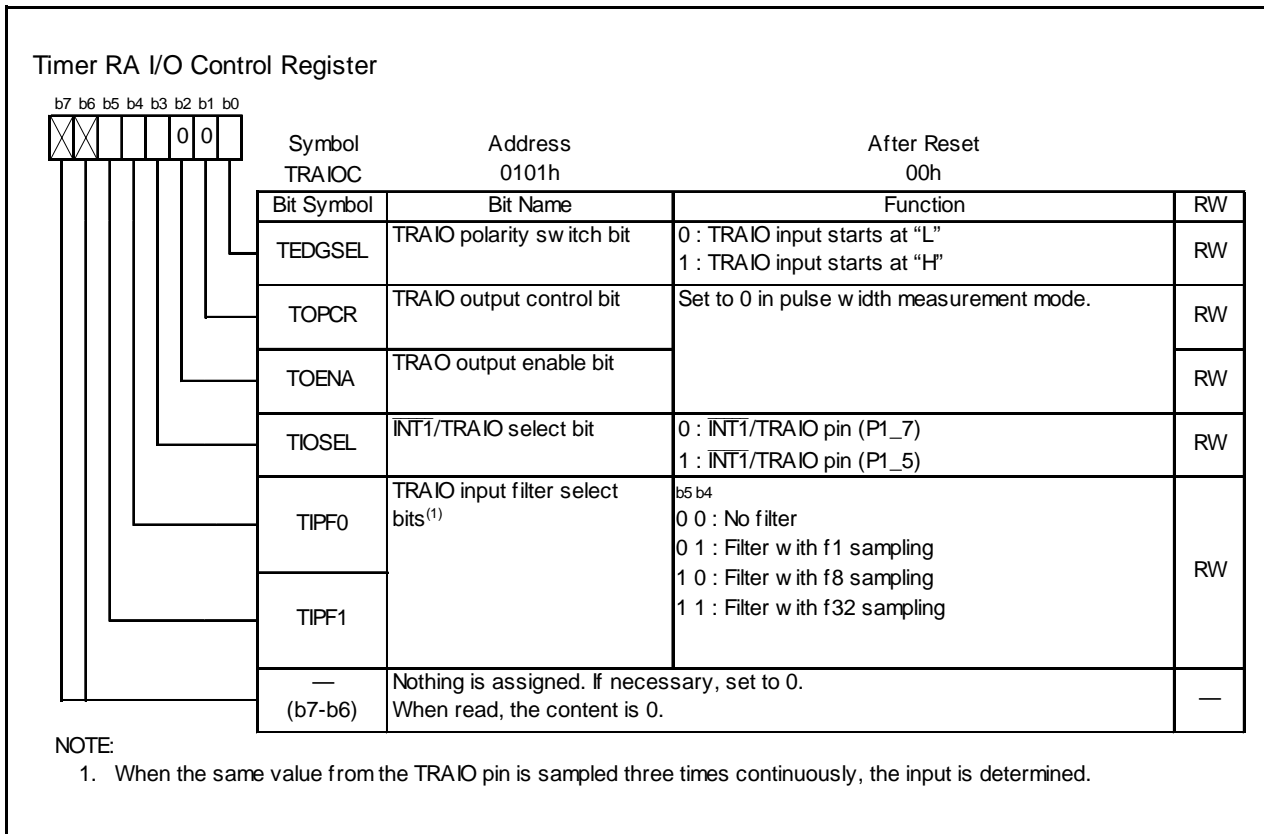 Timer RA I/O Control Register
b7 b6 b5 b4 b3 b2 b1 b0
0 0
Symbol Address After Reset
TRAIOC 0101h 00h
Bit Symbol Bit Name Function RW
TEDGSEL TRAIO polarity switch bit 0 : TRAIO input starts at “L” RW
1 : TRAIO input starts at “H”
TOPCR TRAIO output control bit Set to 0 in pulse width measurement mode. RW
TOENA TRAO output enable bit RW
TIOSEL INT1/TRAIO select bit 0 : INT1/TRAIO pin (P1_7) RW
1 : INT1/TRAIO pin (P1_5)
TIPF0 TRAIO input filter select b5 b4
bits(1) 0 0 : No filter
0 1 : Filter with f1 sampling
1 0 : Filter with f8 sampling RW
TIPF1 1 1 : Filter with f32 sampling
— Nothing is assigned. If necessary, set to 0. —
(b7-b6) When read, the content is 0.
NOTE:
1. When the same value from the TRAIO pin is sampled three times continuously, the input is determined.